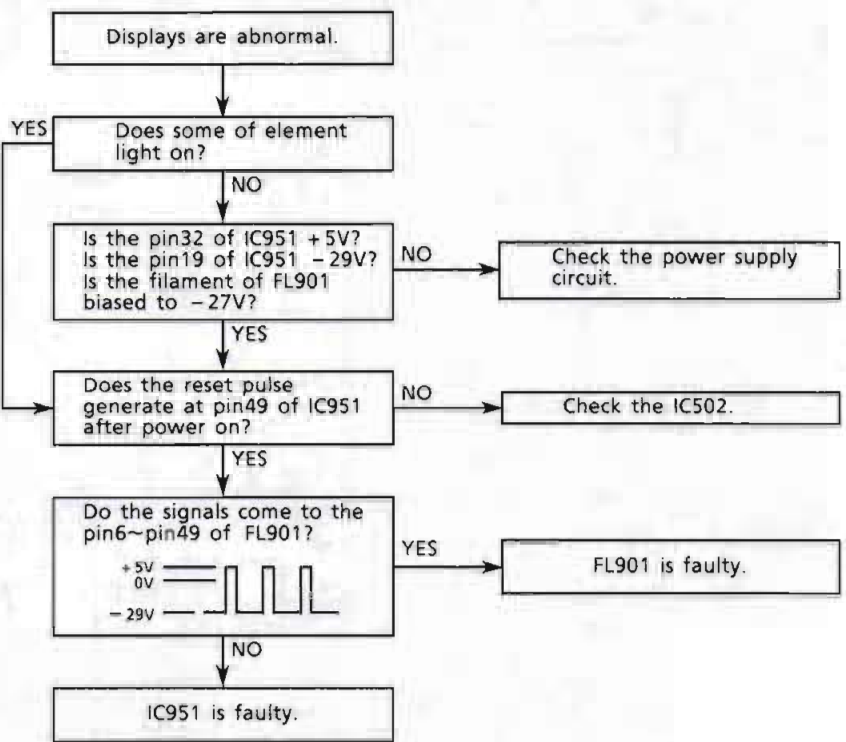 Displays are abnormal.
YES
Does some of element
light on?
NO
Is the pin32 of IC951 +5V?
Is the pin19 of IC951 −29V?
Is the filament of FL901
biased to −27V?
NO
Check the power supply
circuit.
YES
Does the reset pulse
generate at pin49 of IC951
after power on?
NO
Check the IC502.
YES
Do the signals come to the
pin6~pin49 of FL901?
+5V
0V
−29V
YES
FL901 is faulty.
NO
IC951 is faulty.